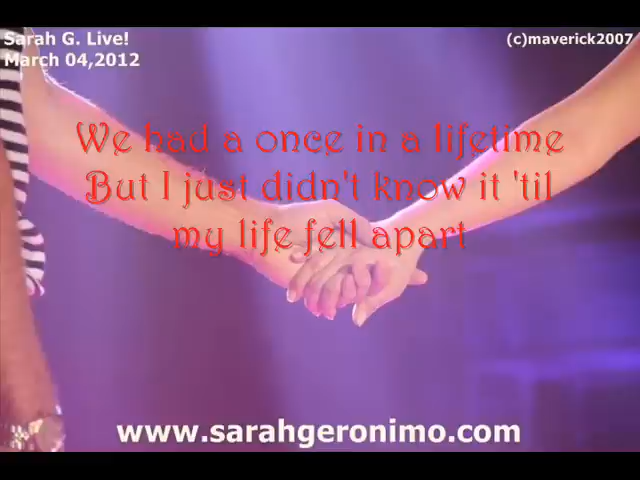 Sarah G. Live!
(c)maverick2007
March 04,2012
We had a once in a lifetime
But I just didn't know it 'til
my life fell apart
www.sarahgeronimo.com